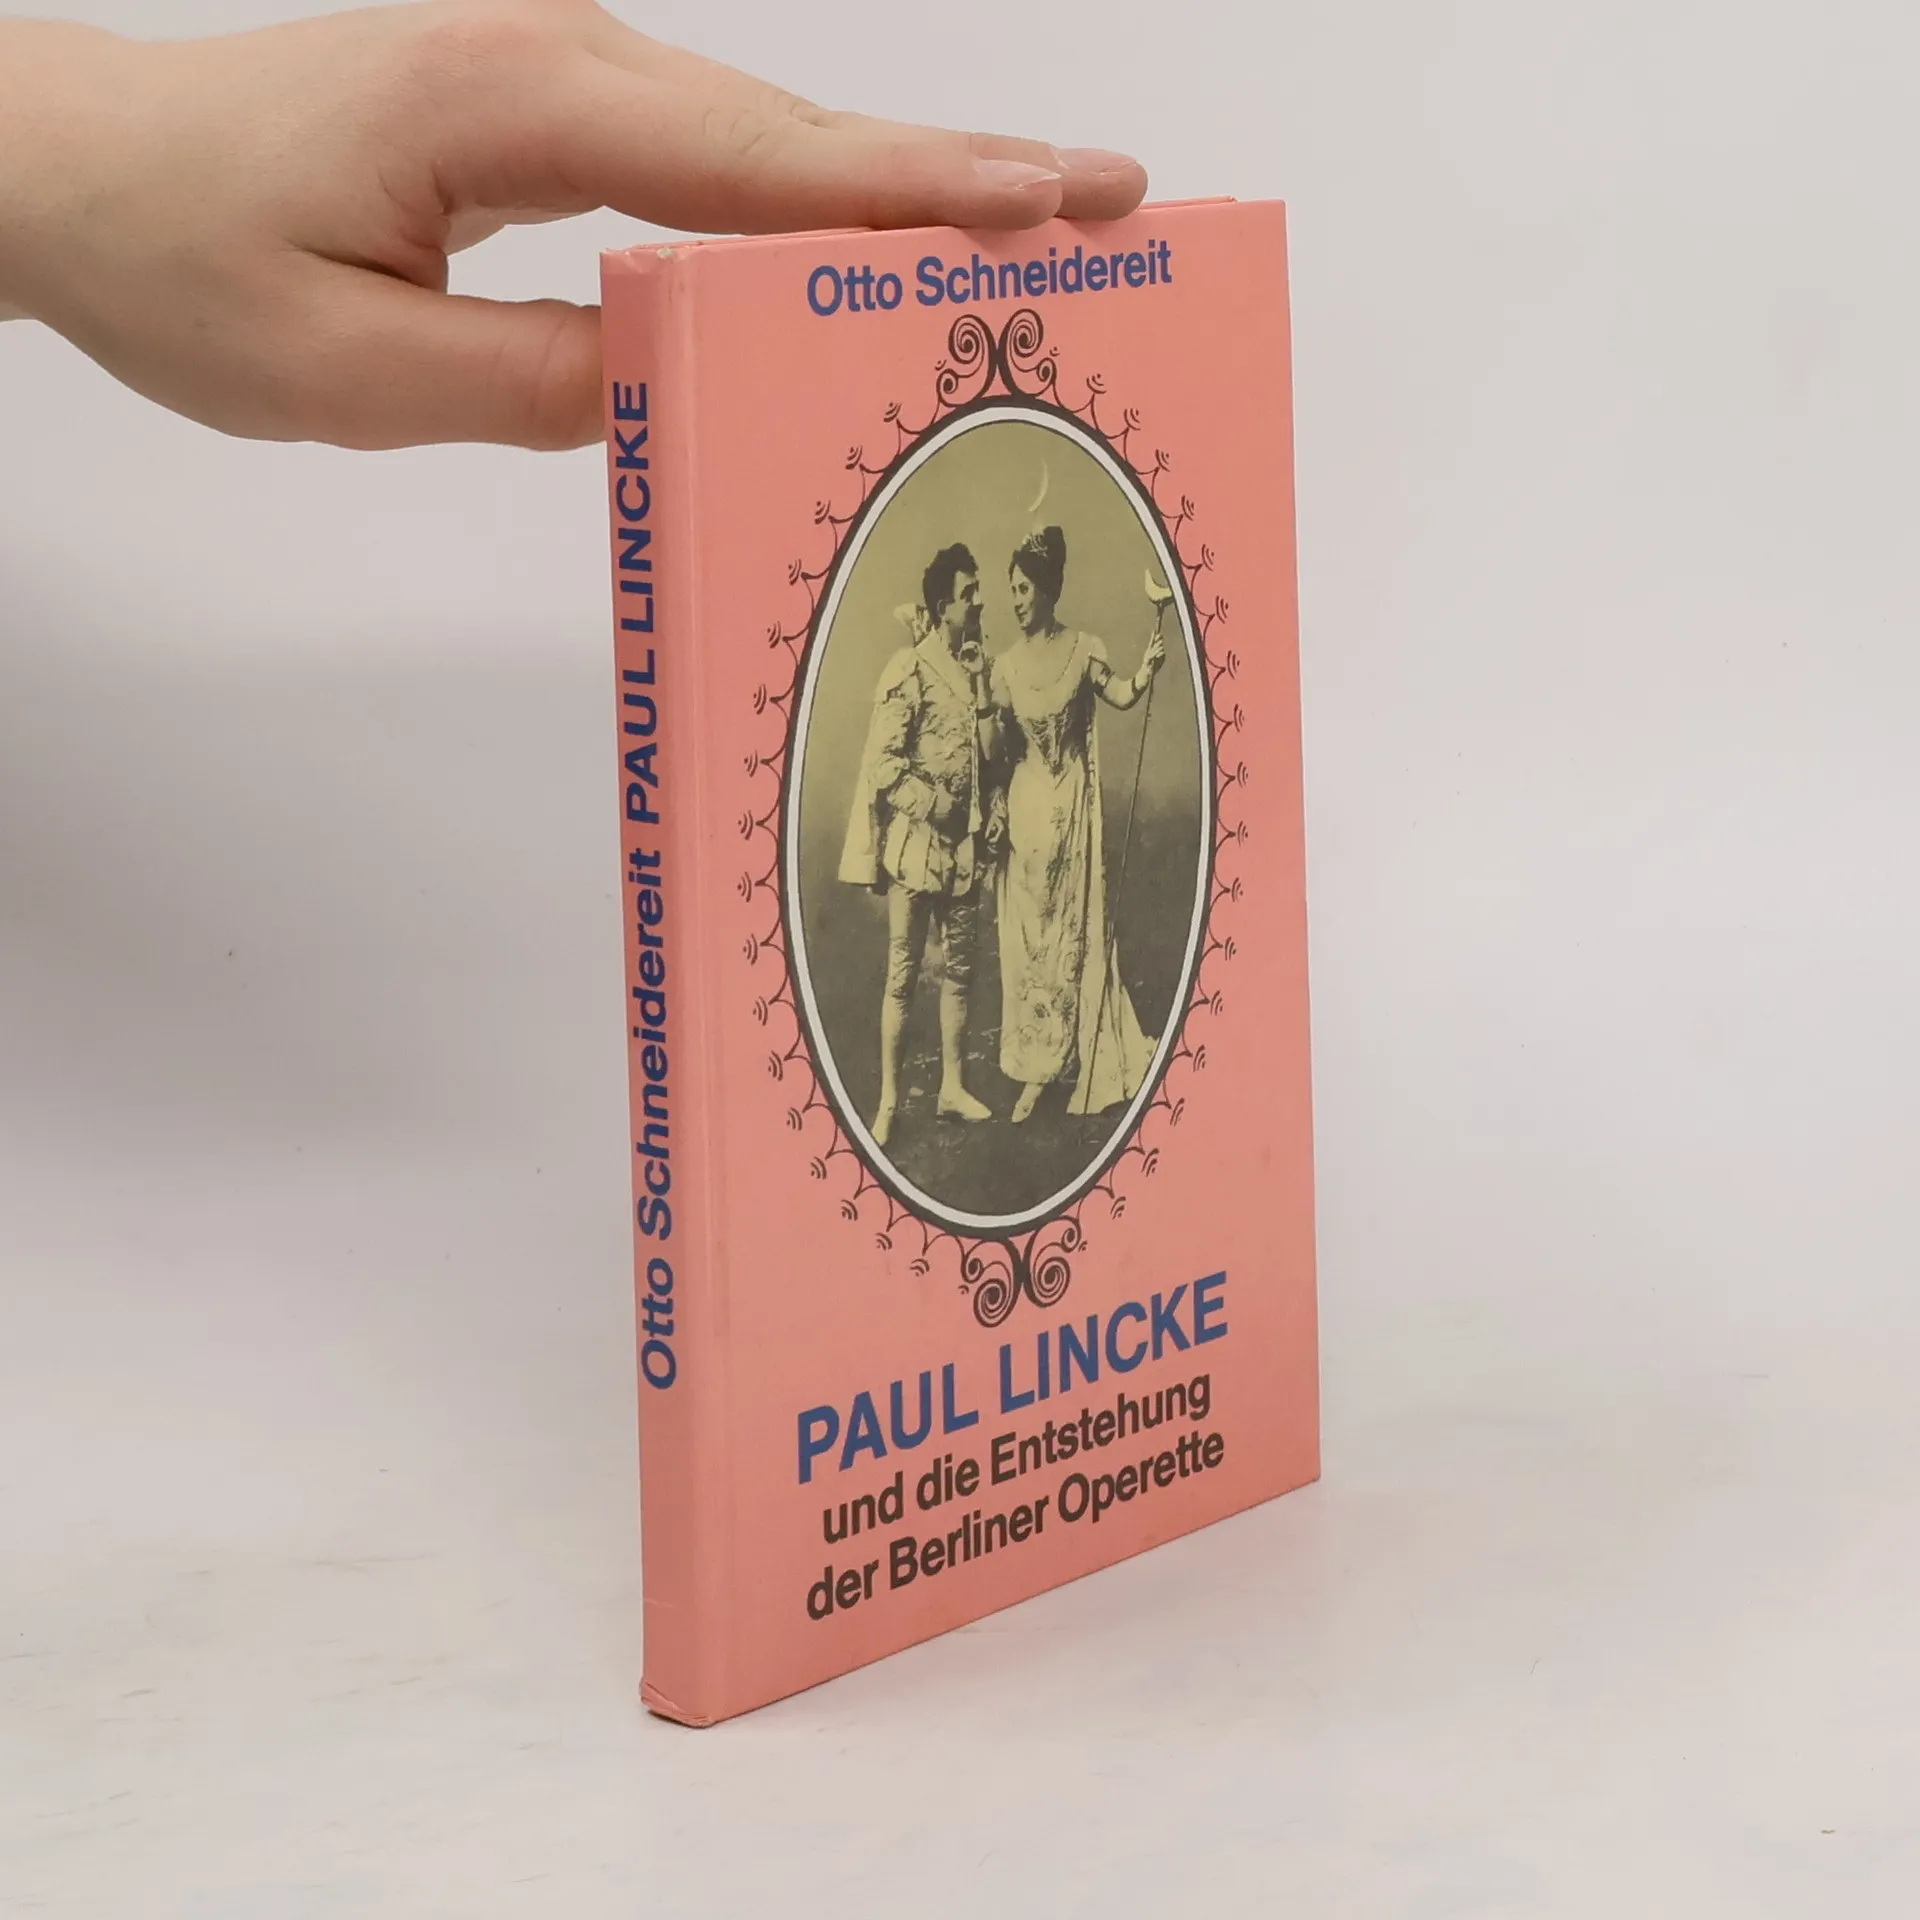 Otto Schneidereit PAUL LINCKE
Otto Schneidereit
PAUL LINCKE
und die Entstehung
der Berliner Operette